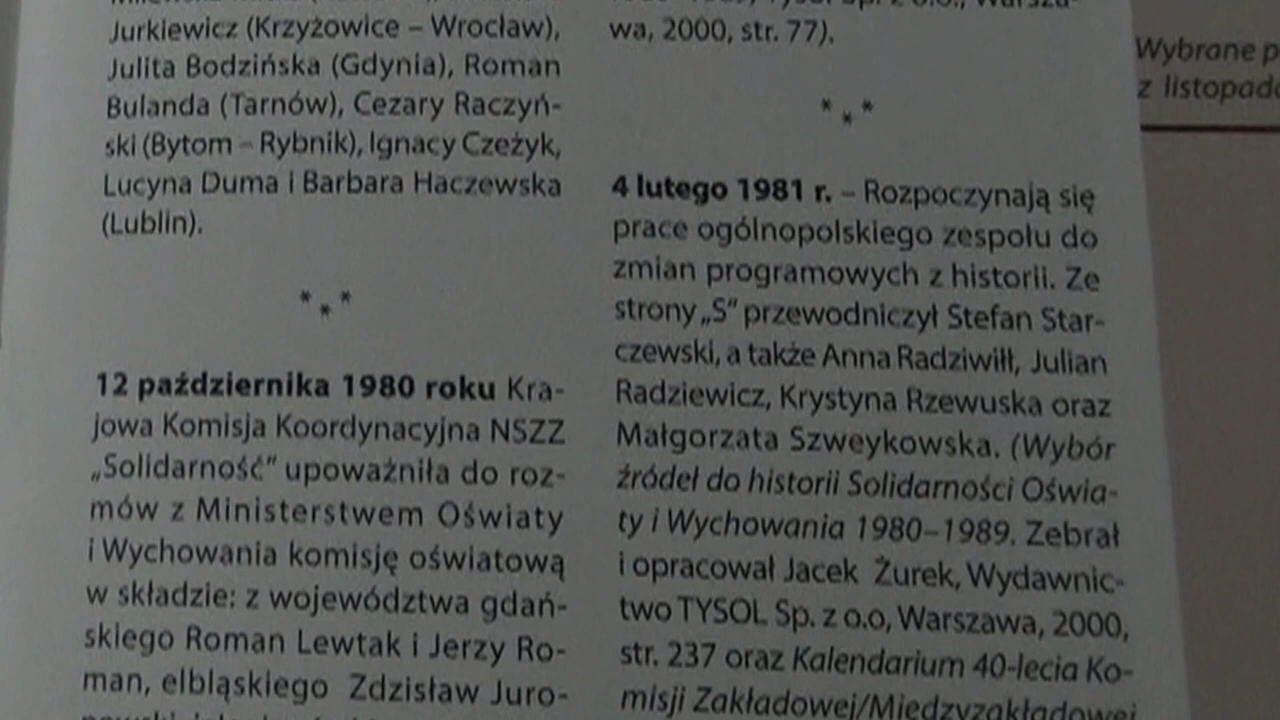 Jurkiewicz (Krzyżowice – Wrocław),
Julita Bodzińska (Gdynia), Roman
Bulanda (Tarnów), Cezary Raczyń-
ski (Bytom – Rybnik), Ignacy Czeżyk,
Lucyna Duma i Barbara Haczewska
(Lublin).
* * *
12 października 1980 roku Kra-
jowa Komisja Koordynacyjna NSZZ
„Solidarność” upoważniła do roz-
mów z Ministerstwem Oświaty
i Wychowania komisję oświatową
w składzie: z województwa gdań-
skiego Roman Lewtak i Jerzy Ro-
man, elbląskiego Zdzisław Juro-
wa, 2000, str. 77).
* * *
4 lutego 1981 r. – Rozpoczynają się
prace ogólnopolskiego zespołu do
zmian programowych z historii. Ze
strony „S” przewodniczył Stefan Star-
czewski, a także Anna Radziwiłł, Julian
Radziewicz, Krystyna Rzewuska oraz
Małgorzata Szweykowska. (Wybór
źródeł do historii Solidarności Oświa-
ty i Wychowania 1980–1989. Zebrał
i opracował Jacek Żurek, Wydawnic-
two TYSOL Sp. z o.o, Warszawa, 2000,
str. 237 oraz Kalendarium 40-lecia Ko-
misji Zakładowej/Międzyzakładowej
Wybrane p
z listopad